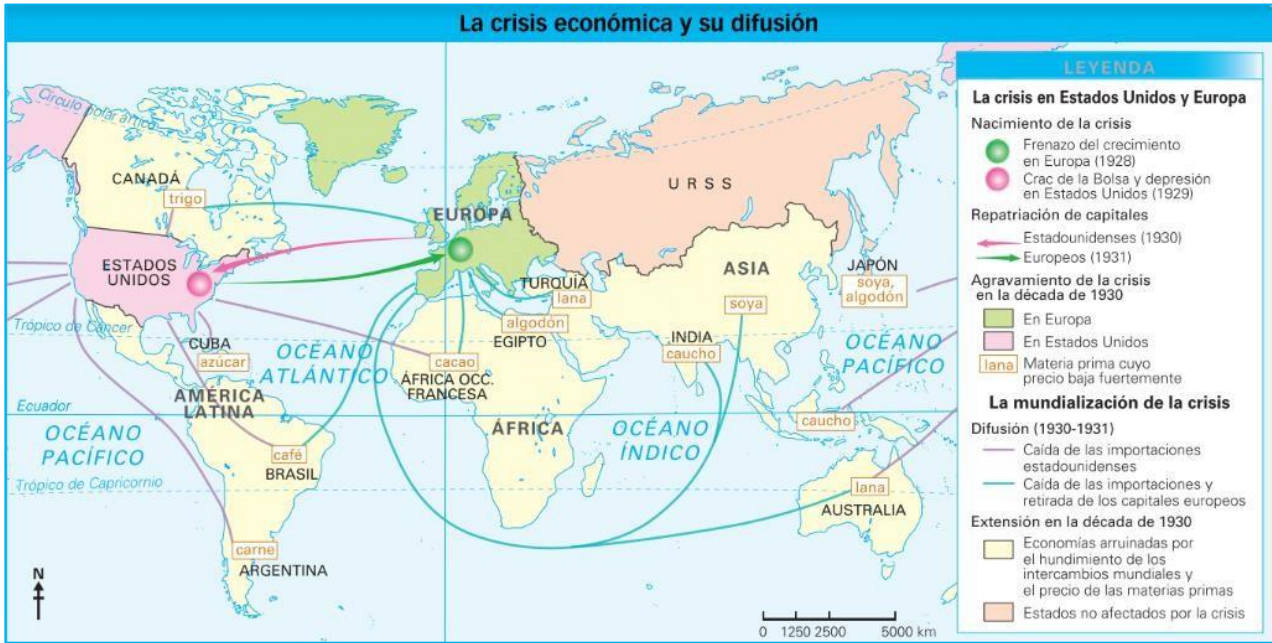 La crisis económica y su difusión
Círculo polar ártico
CANADÁ
trigo
ESTADOS
UNIDOS
Trópico de Cáncer
CUBA
azúcar
OCÉANO
ATLÁNTICO
AMÉRICA
LATINA
Ecuador
OCÉANO
PACÍFICO
café
BRASIL
Trópico de Capricornio
carne
ARGENTINA
N
EUROPA
URSS
TURQUÍA
lana
algodón
EGIPTO
cacao
ÁFRICA OCC.
FRANCESA
ÁFRICA
ASIA
soya
INDIA
caucho
JAPÓN
soya,
algodón
OCÉANO
PACÍFICO
OCÉANO
ÍNDICO
caucho
lana
AUSTRALIA
0 1250 2500 5000 km
LEYENDA
La crisis en Estados Unidos y Europa
Nacimiento de la crisis
Frenazo del crecimiento
en Europa (1928)
Crac de la Bolsa y depresión
en Estados Unidos (1929)
Repatriación de capitales
Estadounidenses (1930)
Europeos (1931)
Agravamiento de la crisis
en la década de 1930
En Europa
En Estados Unidos
lana
Materia prima cuyo
precio baja fuertemente
La mundialización de la crisis
Difusión (1930-1931)
Caída de las importaciones
estadounidenses
Caída de las importaciones y
retirada de los capitales europeos
Extensión en la década de 1930
Economías arruinadas por
el hundimiento de los
intercambios mundiales y
el precio de las materias primas
Estados no afectados por la crisis